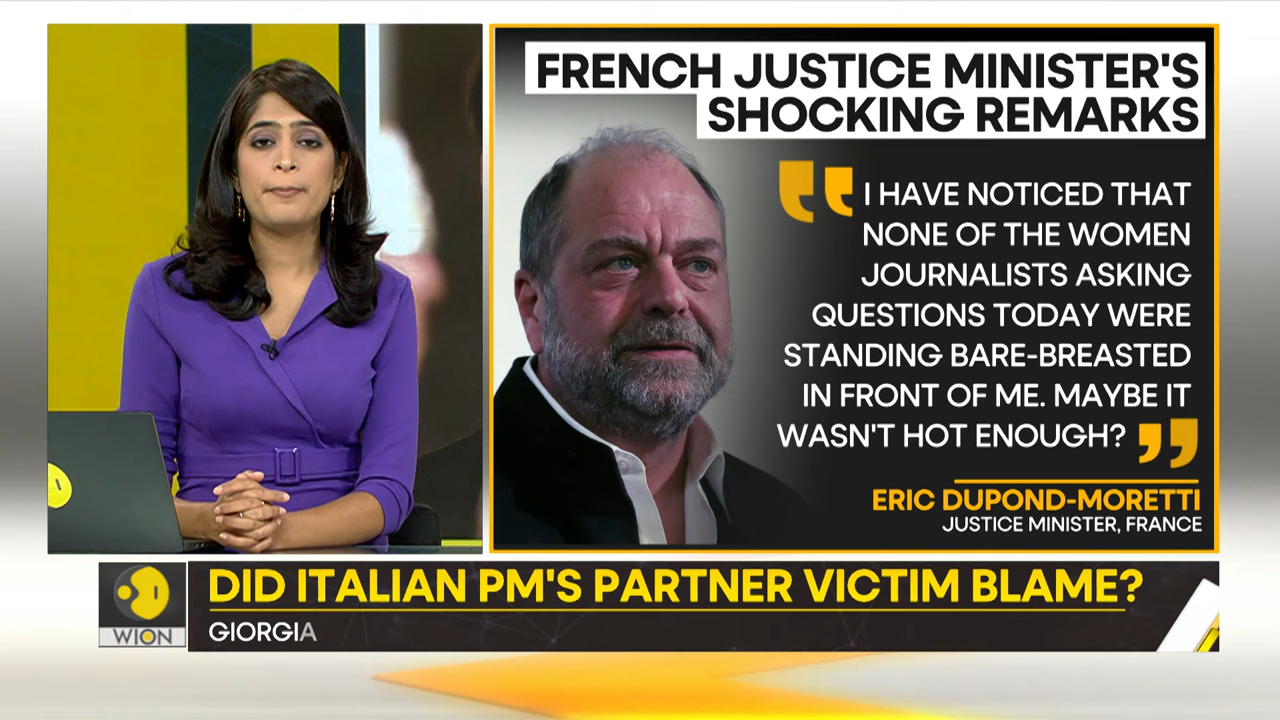 FRENCH JUSTICE MINISTER'S
SHOCKING REMARKS
“ I HAVE NOTICED THAT
NONE OF THE WOMEN
JOURNALISTS ASKING
QUESTIONS TODAY WERE
STANDING BARE-BREASTED
IN FRONT OF ME. MAYBE IT
WASN'T HOT ENOUGH? ”
ERIC DUPOND-MORETTI
JUSTICE MINISTER, FRANCE
DID ITALIAN PM'S PARTNER VICTIM BLAME?
GIORGIA
WION